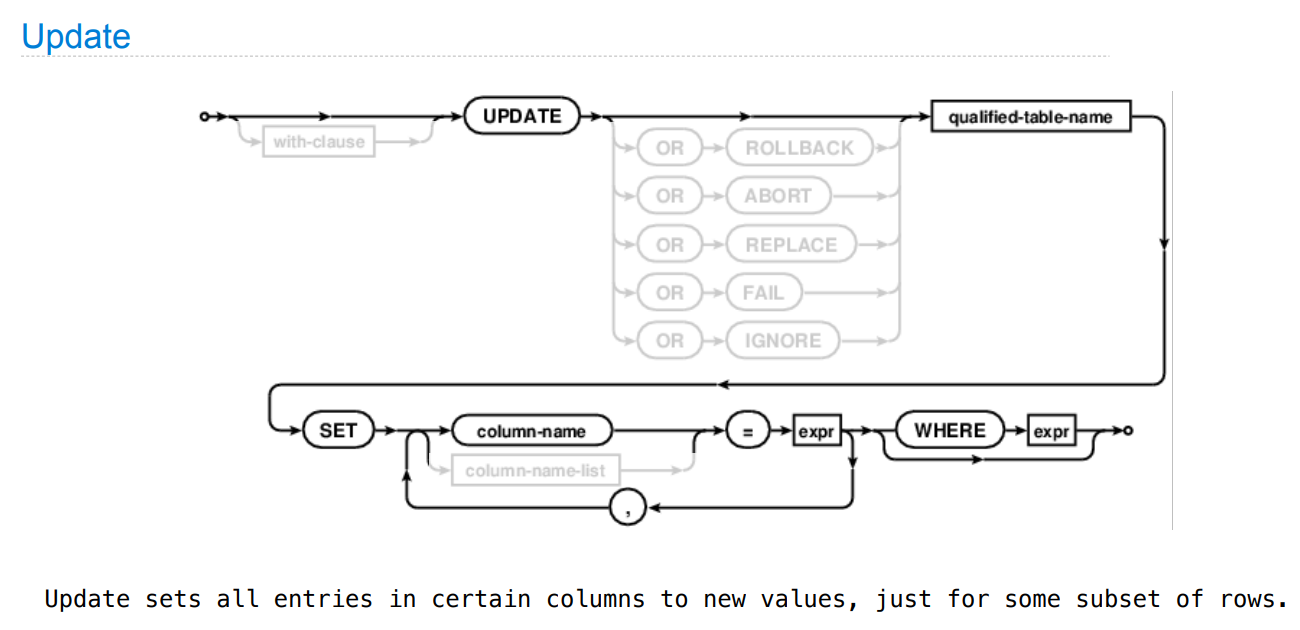 Update
UPDATE qualified-table-name
with-clause
OR ROLLBACK
OR ABORT
OR REPLACE
OR FAIL
OR IGNORE
SET column-name = expr WHERE expr
column-name-list
,
Update sets all entries in certain columns to new values, just for some subset of rows.